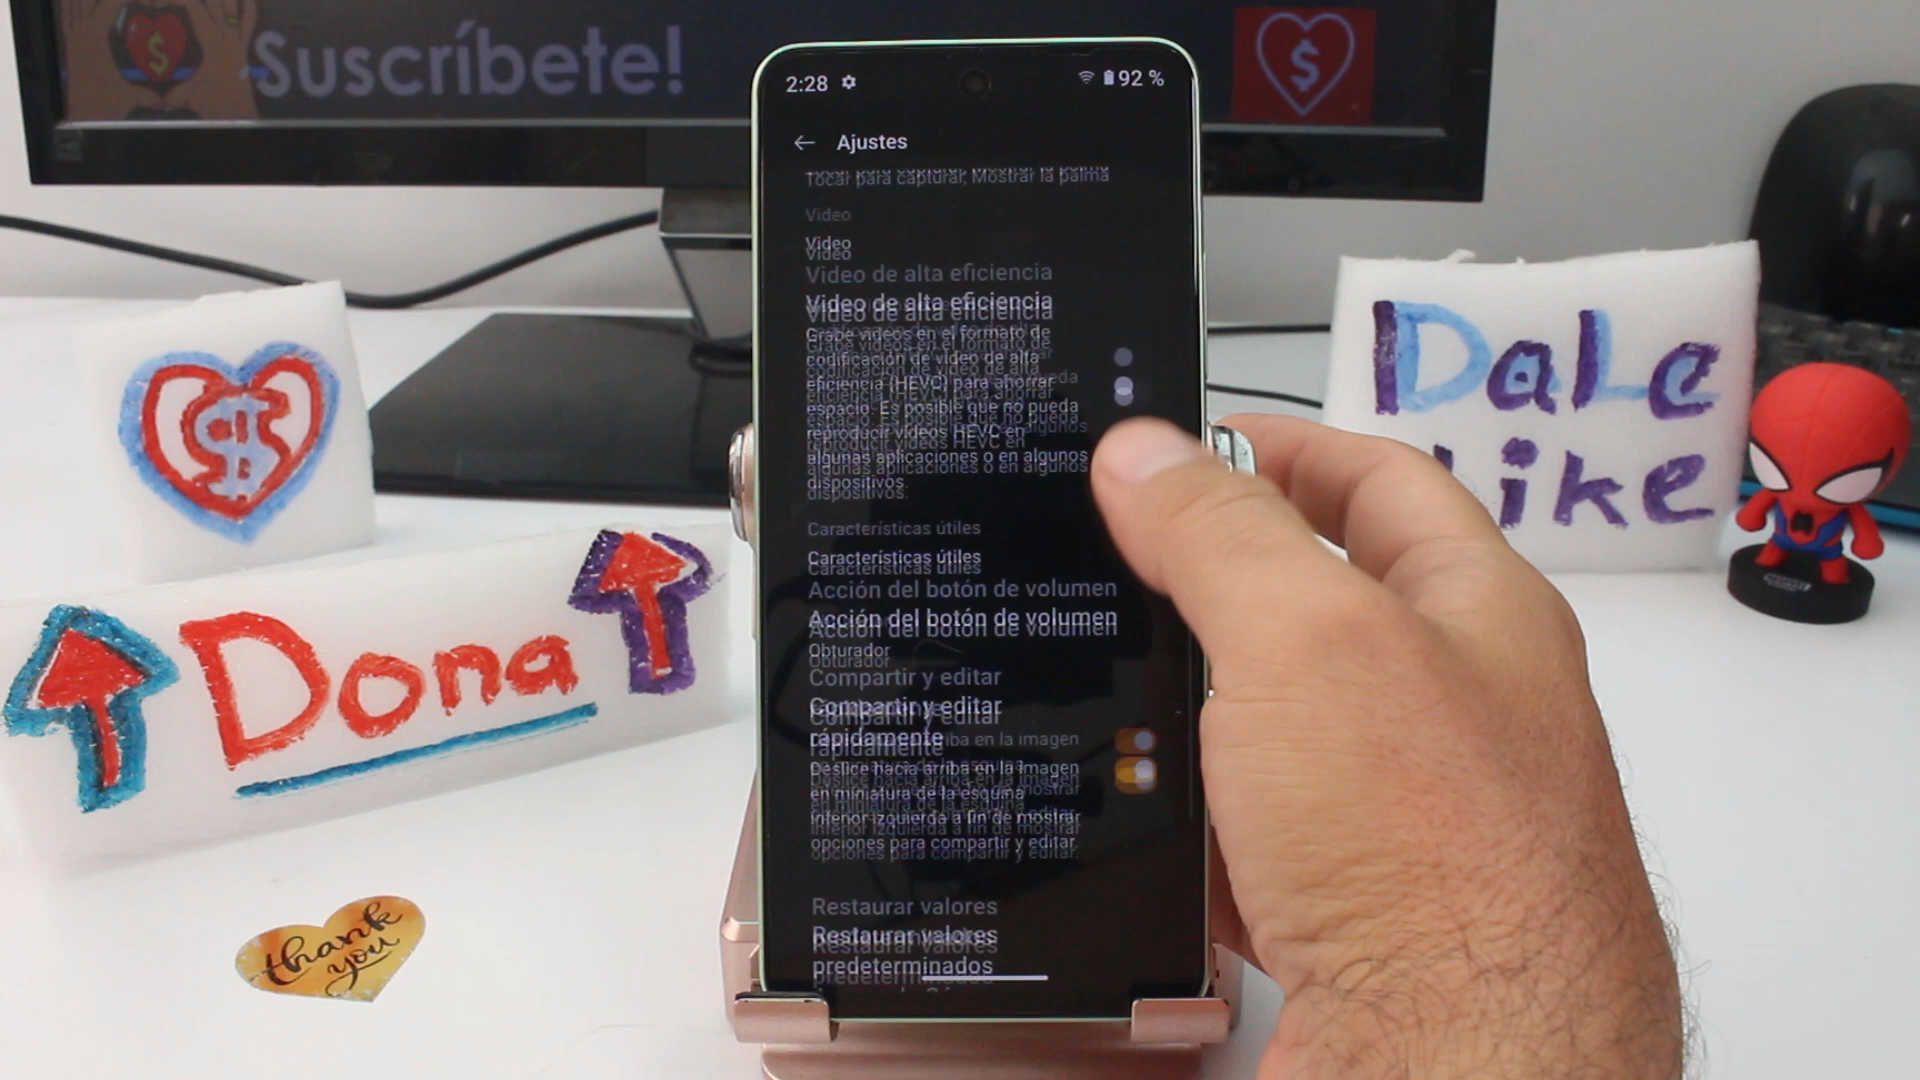 Suscríbete!
$
$
2:28
92 %
Ajustes
Tocar para capturar, Mostrar la palma
Video
Video de alta eficiencia
Grabe videos en el formato de
codificación de video de alta
eficiencia (HEVC) para ahorrar
espacio. Es posible que no pueda
reproducir videos HEVC en
algunas aplicaciones o en algunos
dispositivos.
Características útiles
Acción del botón de volumen
Obturador
Compartir y editar
rápidamente
Deslice hacia arriba en la imagen
en miniatura de la esquina
inferior izquierda a fin de mostrar
opciones para compartir y editar.
Restaurar valores
predeterminados
$
Dona
thank
you
DaLe
Like